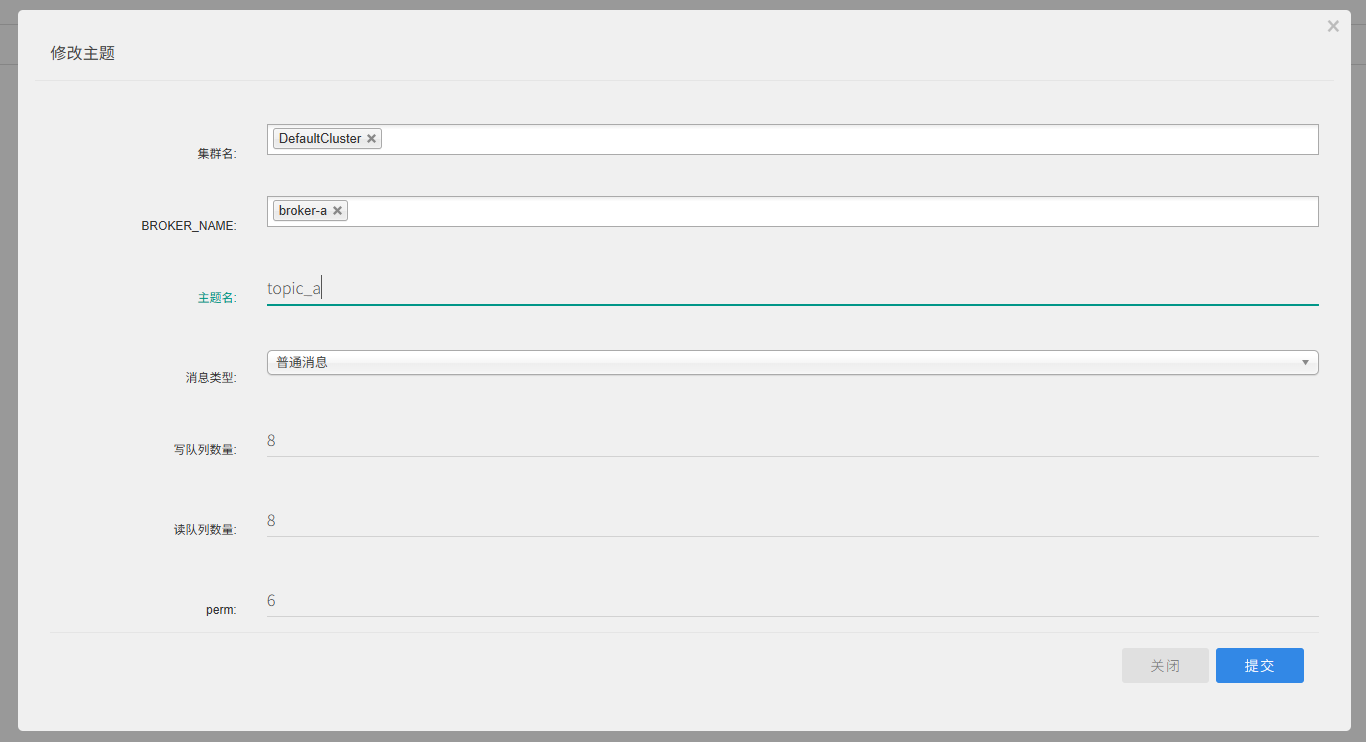 修改主题
集群名: DefaultCluster
BROKER_NAME: broker-a
主题名: topic_a
消息类型: 普通消息
写队列数量: 8
读队列数量: 8
perm: 6
关闭 提交